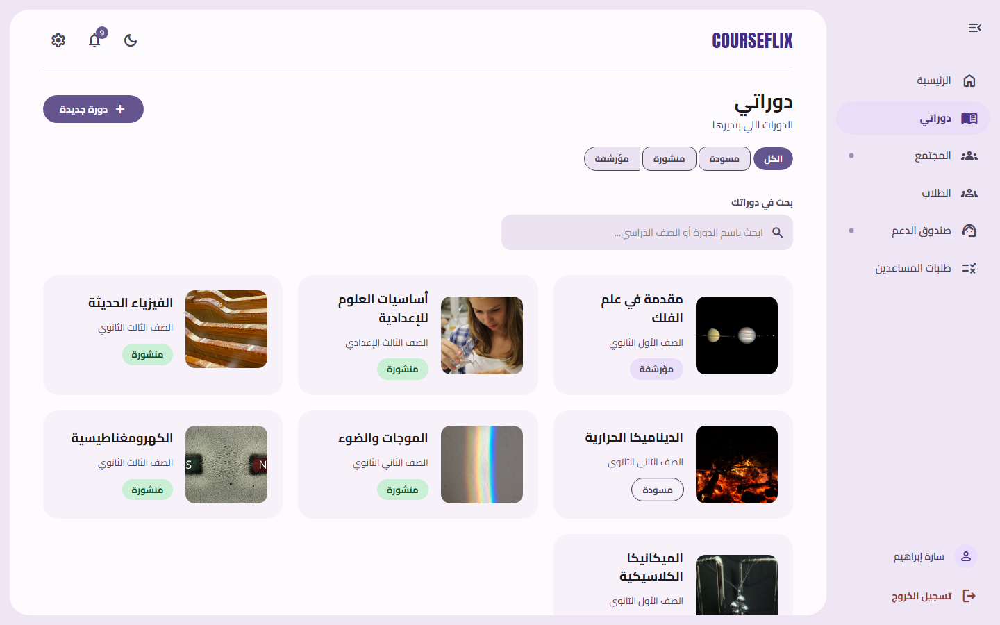 COURSEFLIX
9
الرئيسية
دوراتي
المجتمع
الطلاب
صندوق الدعم
طلبات المساعدين
سارة إبراهيم
تسجيل الخروج
دوراتي
الدورات اللي بتديرها
دورة جديدة
الكل
مسودة
منشورة
مؤرشفة
بحث في دوراتك
ابحث باسم الدورة أو الصف الدراسي...
مقدمة في علم
الفلك
الصف الأول الثانوي
مؤرشفة
أساسيات العلوم
للإعدادية
الصف الثالث الإعدادي
منشورة
الفيزياء الحديثة
الصف الثالث الثانوي
منشورة
الديناميكا الحرارية
الصف الثاني الثانوي
مسودة
الموجات والضوء
الصف الثاني الثانوي
منشورة
N
S
الكهرومغناطيسية
الصف الثالث الثانوي
منشورة
الميكانيكا
الكلاسيكية
الصف الأول الثانوي